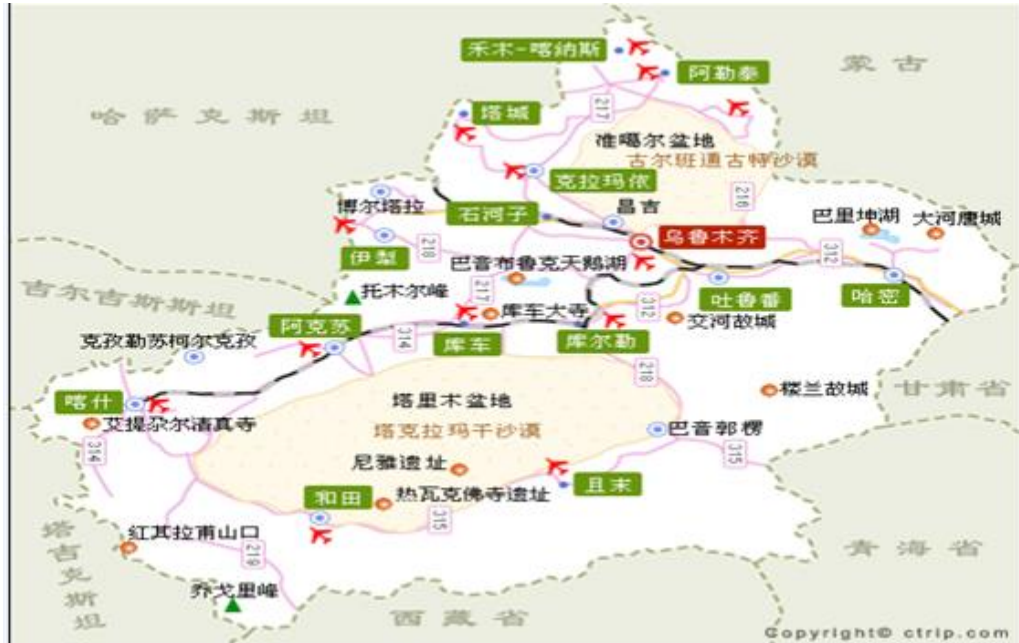 禾木-喀纳斯
阿勒泰
蒙古
哈萨克斯坦
塔城
217
准噶尔盆地
古尔班通古特沙漠
克拉玛依
216
博尔塔拉
石河子
昌吉
巴里坤湖
大河唐城
乌鲁木齐
伊犁
218
巴音布鲁克天鹅湖
312
吐鲁番
哈密
吉尔吉斯斯坦
托木尔峰
217
库车大寺
312
交河故城
阿克苏
314
库车
库尔勒
克孜勒苏柯尔克孜
218
楼兰故城
甘肃省
喀什
塔里木盆地
艾提尕尔清真寺
塔克拉玛干沙漠
巴音郭楞
314
315
尼雅遗址
且末
和田
热瓦克佛寺遗址
315
红其拉甫山口
219
青海省
塔吉克斯坦
乔戈里峰
西藏省
Copyright© ctrip.com